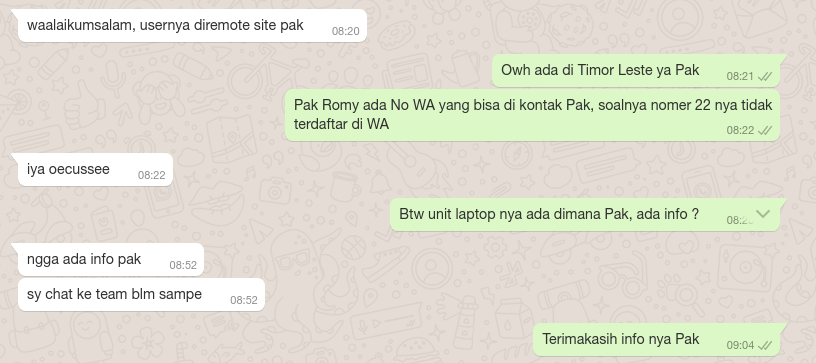 waalaikumsalam, usernya diremote site pak
08:20
Owh ada di Timor Leste ya Pak
08:21
Pak Romy ada No WA yang bisa di kontak Pak, soalnya nomer 22 nya tidak
terdaftar di WA
08:22
iya oecussee
08:22
Btw unit laptop nya ada dimana Pak, ada info ?
ngga ada info pak
08:52
sy chat ke team blm sampe
08:52
Terimakasih info nya Pak
09:04